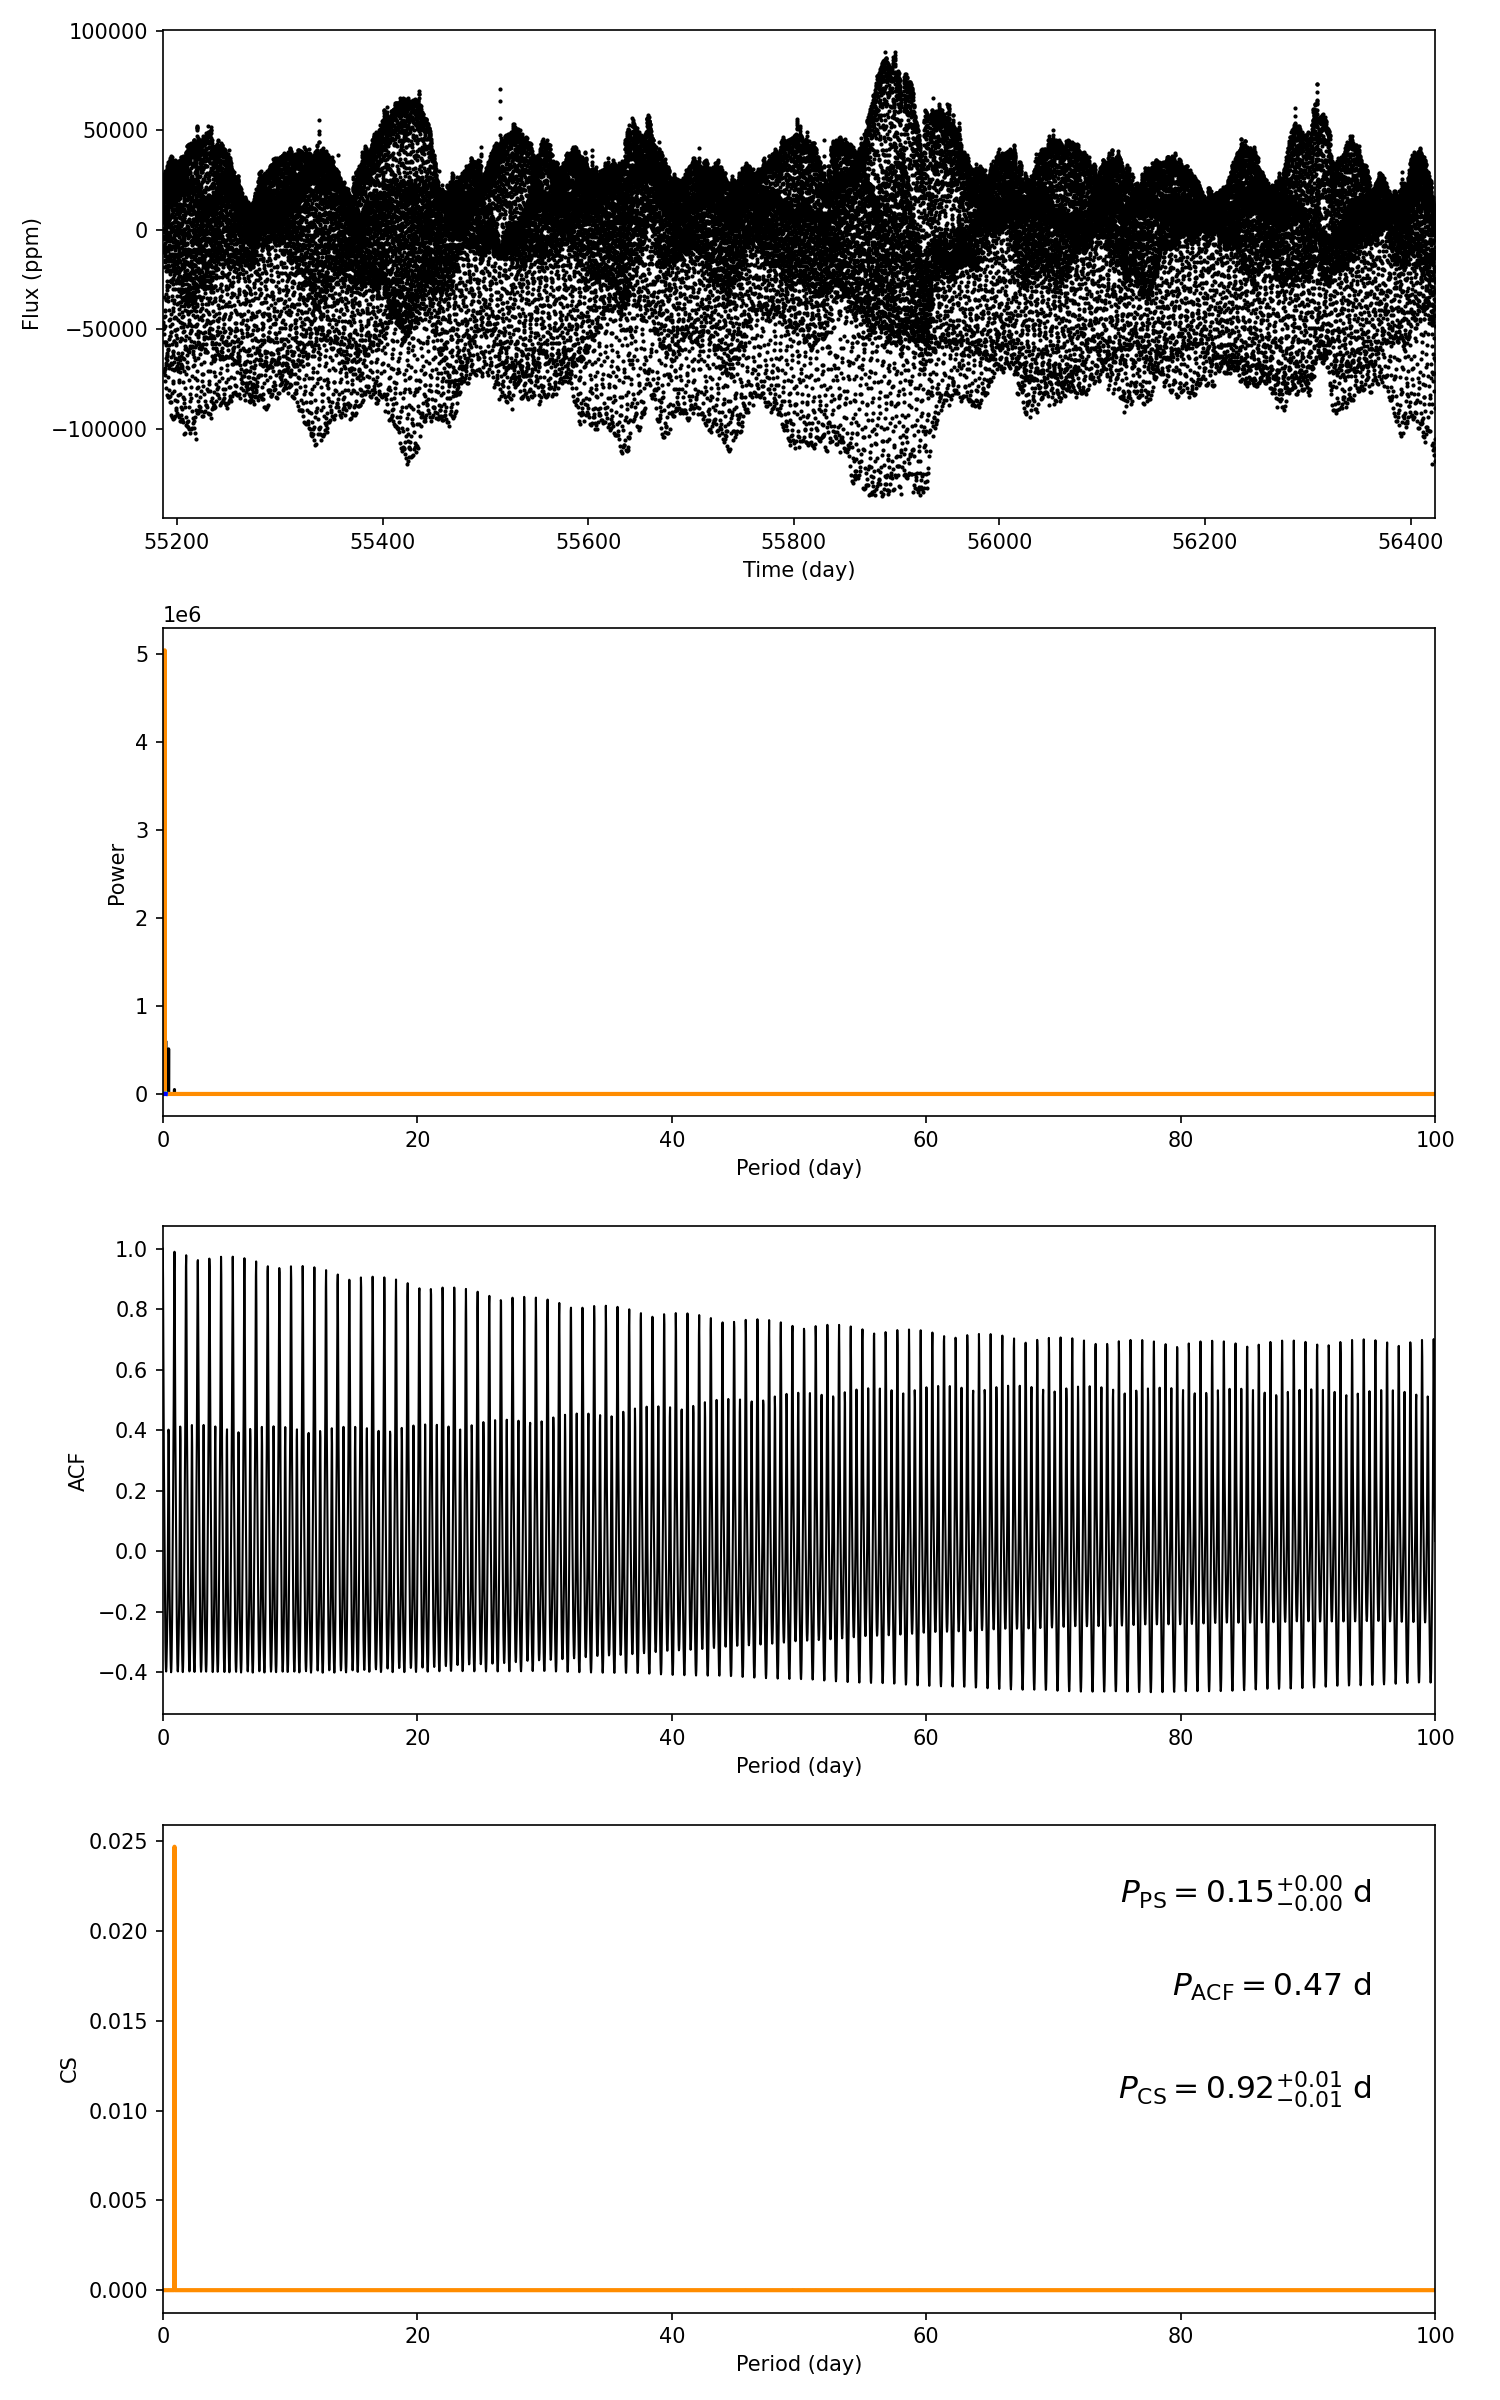 100000
50000
0
−50000
−100000
Flux (ppm)
55200 55400 55600 55800 56000 56200 56400
Time (day)
1e6
5
4
3
2
1
0
Power
0 20 40 60 80 100
Period (day)
1.0
0.8
0.6
0.4
0.2
0.0
−0.2
−0.4
ACF
0 20 40 60 80 100
Period (day)
0.025
0.020
0.015
0.010
0.005
0.000
CS
P_PS = 0.15^{+0.00}_{−0.00} d
P_ACF = 0.47 d
P_CS = 0.92^{+0.01}_{−0.01} d
0 20 40 60 80 100
Period (day)